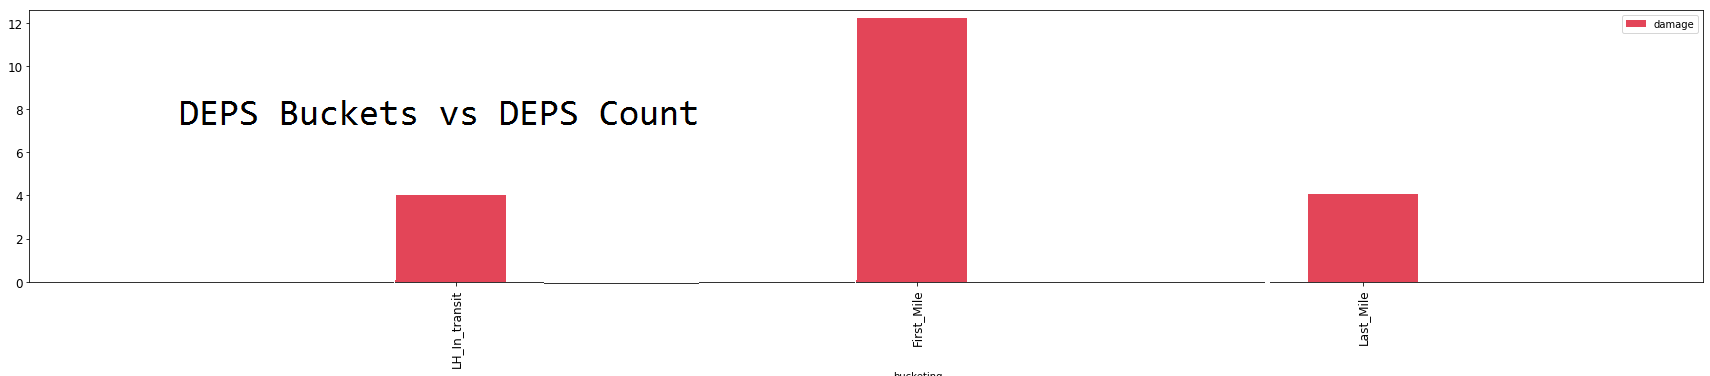 12
damage
10
DEPS Buckets vs DEPS Count
8
6
4
2
0
LH_In_transit
First_Mile
Last_Mile
bucketing